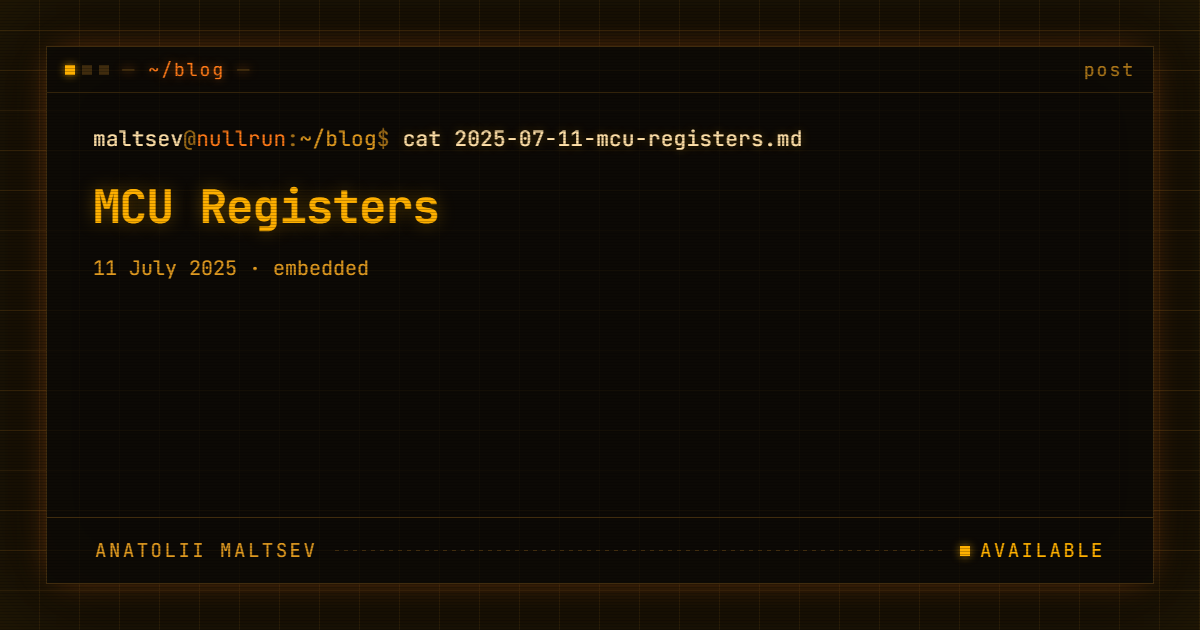 — ~/blog —
post
maltsev@nullrun:~/blog$ cat 2025-07-11-mcu-registers.md
MCU Registers
11 July 2025 · embedded
ANATOLII MALTSEV
AVAILABLE